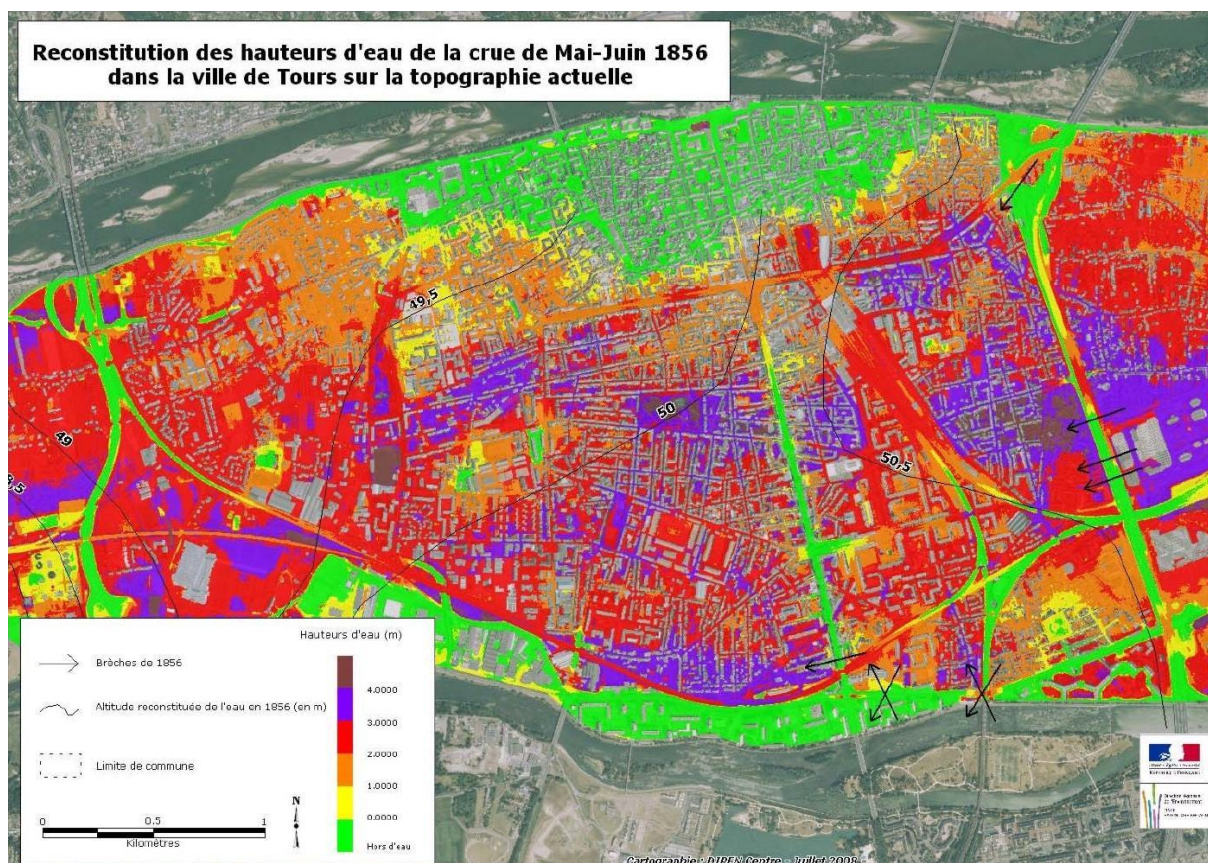 Reconstitution des hauteurs d'eau de la crue de Mai-Juin 1856
dans la ville de Tours sur la topographie actuelle
49,5
50
50,5
49
8,5
Hauteurs d'eau (m)
Brèches de 1856
4.0000
Altitude reconstituée de l'eau en 1856 (en m)
3.0000
2.0000
Limite de commune
1.0000
0.0000
N
0 0.5 1
Kilomètres
Hors d'eau
Cartographie : DIREN Centre - Juillet 2008